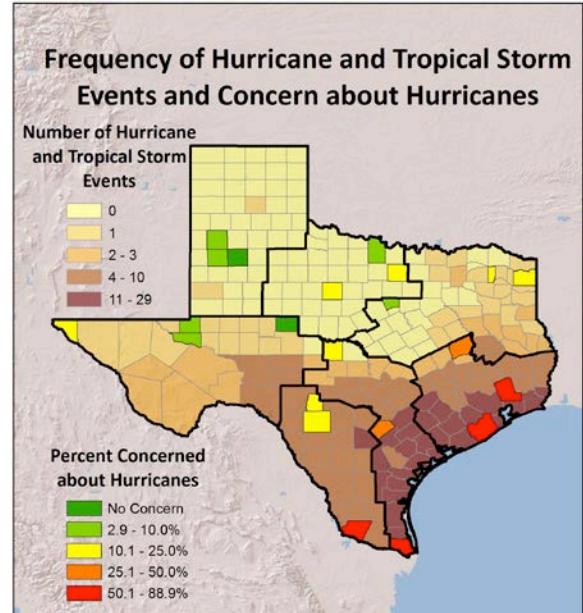 Frequency of Hurricane and Tropical Storm
Events and Concern about Hurricanes
Number of Hurricane
and Tropical Storm
Events
0
1
2 - 3
4 - 10
11 - 29
Percent Concerned
about Hurricanes
No Concern
2.9 - 10.0%
10.1 - 25.0%
25.1 - 50.0%
50.1 - 88.9%